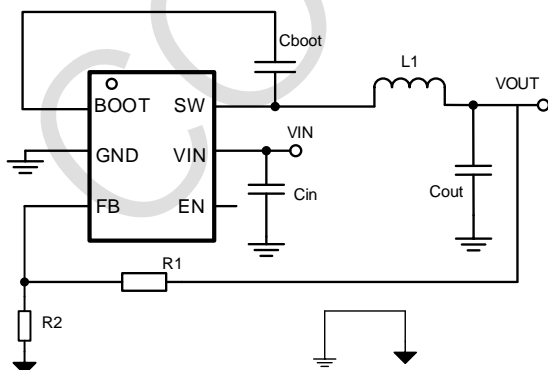 Cboot
L1
VOUT
BOOT SW
GND VIN
VIN
FB EN
Cin
Cout
R1
R2